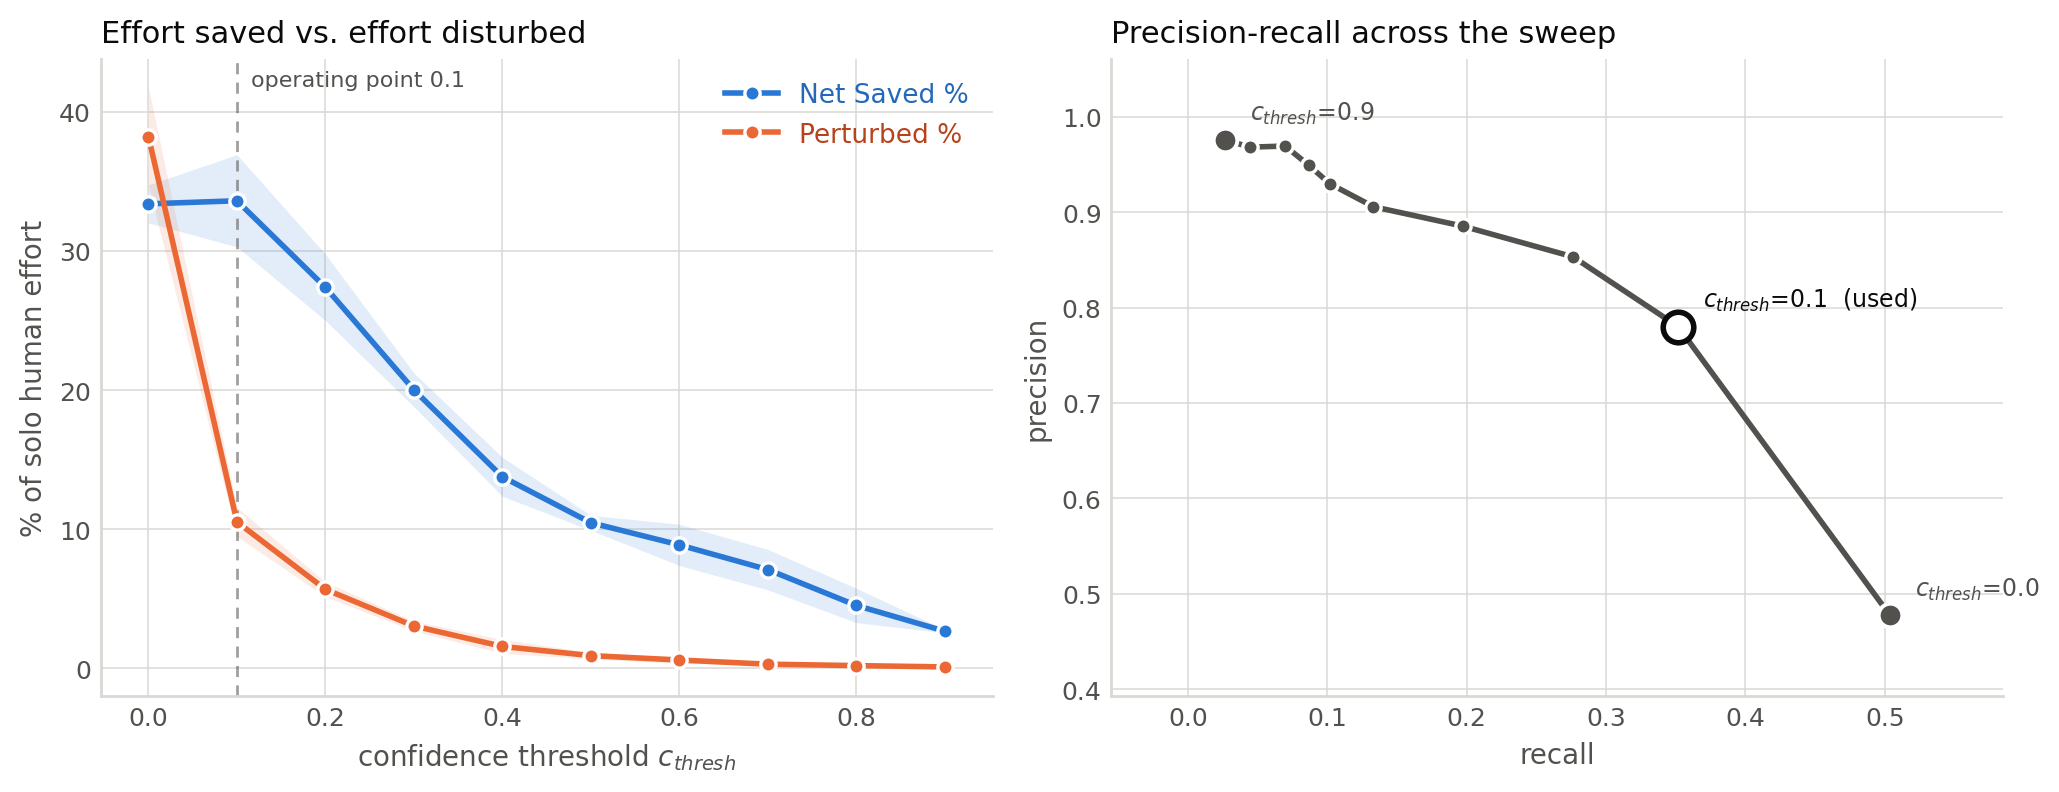 Effort saved vs. effort disturbed
operating point 0.1
Net Saved %
Perturbed %
40
30
20
10
0
% of solo human effort
0.0 0.2 0.4 0.6 0.8
confidence threshold c_thresh
Precision-recall across the sweep
c_thresh=0.9
c_thresh=0.1 (used)
c_thresh=0.0
1.0
0.9
0.8
0.7
0.6
0.5
0.4
precision
0.0 0.1 0.2 0.3 0.4 0.5
recall